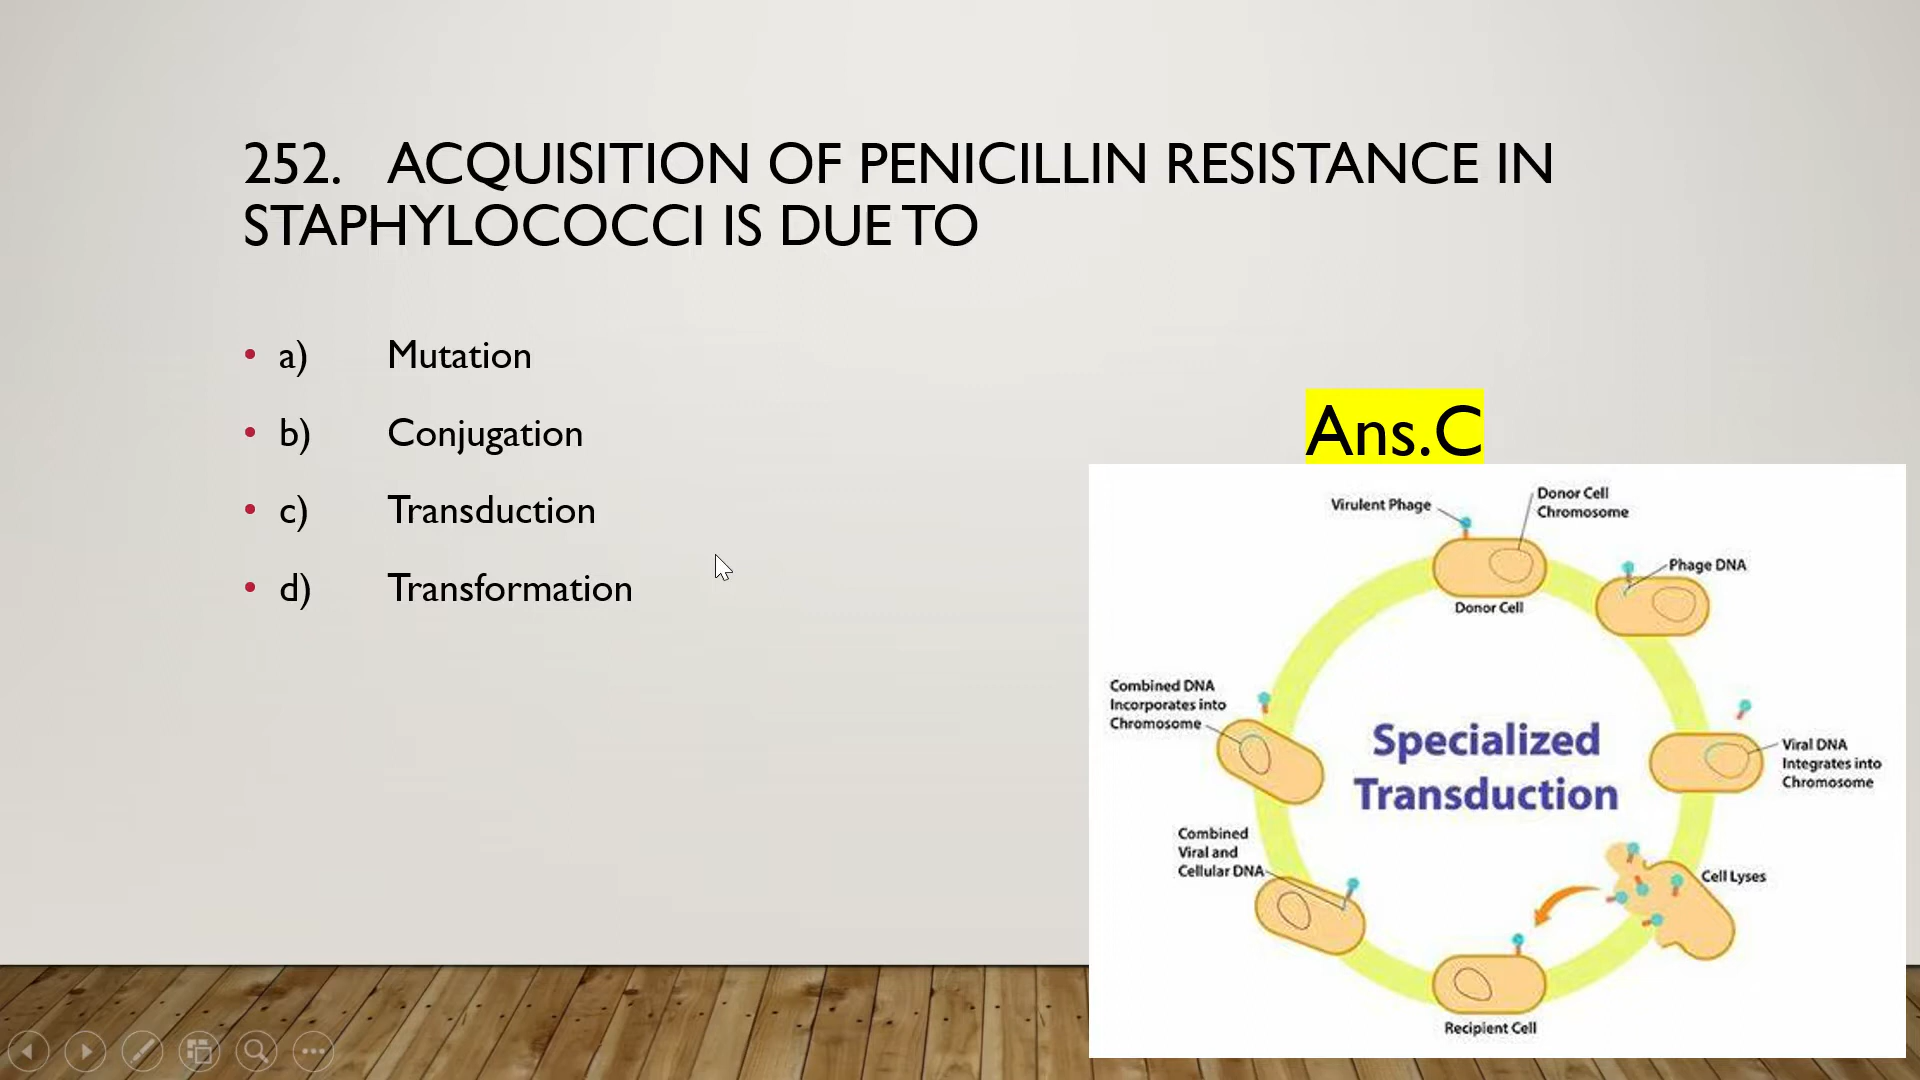 252. ACQUISITION OF PENICILLIN RESISTANCE IN
STAPHYLOCOCCI IS DUE TO
• a) Mutation
• b) Conjugation
• c) Transduction
• d) Transformation
Ans.C
Virulent Phage
Donor Cell
Chromosome
Donor Cell
Phage DNA
Combined DNA
Incorporates into
Chromosome
Specialized
Transduction
Viral DNA
Integrates into
Chromosome
Combined
Viral and
Cellular DNA
Cell Lyses
Recipient Cell